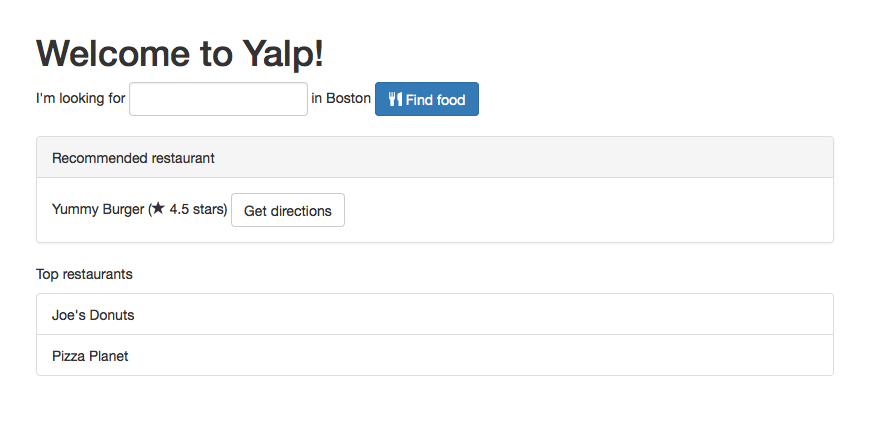 Welcome to Yalp!
I'm looking for in Boston Find food
Recommended restaurant
Yummy Burger (★ 4.5 stars) Get directions
Top restaurants
Joe's Donuts
Pizza Planet